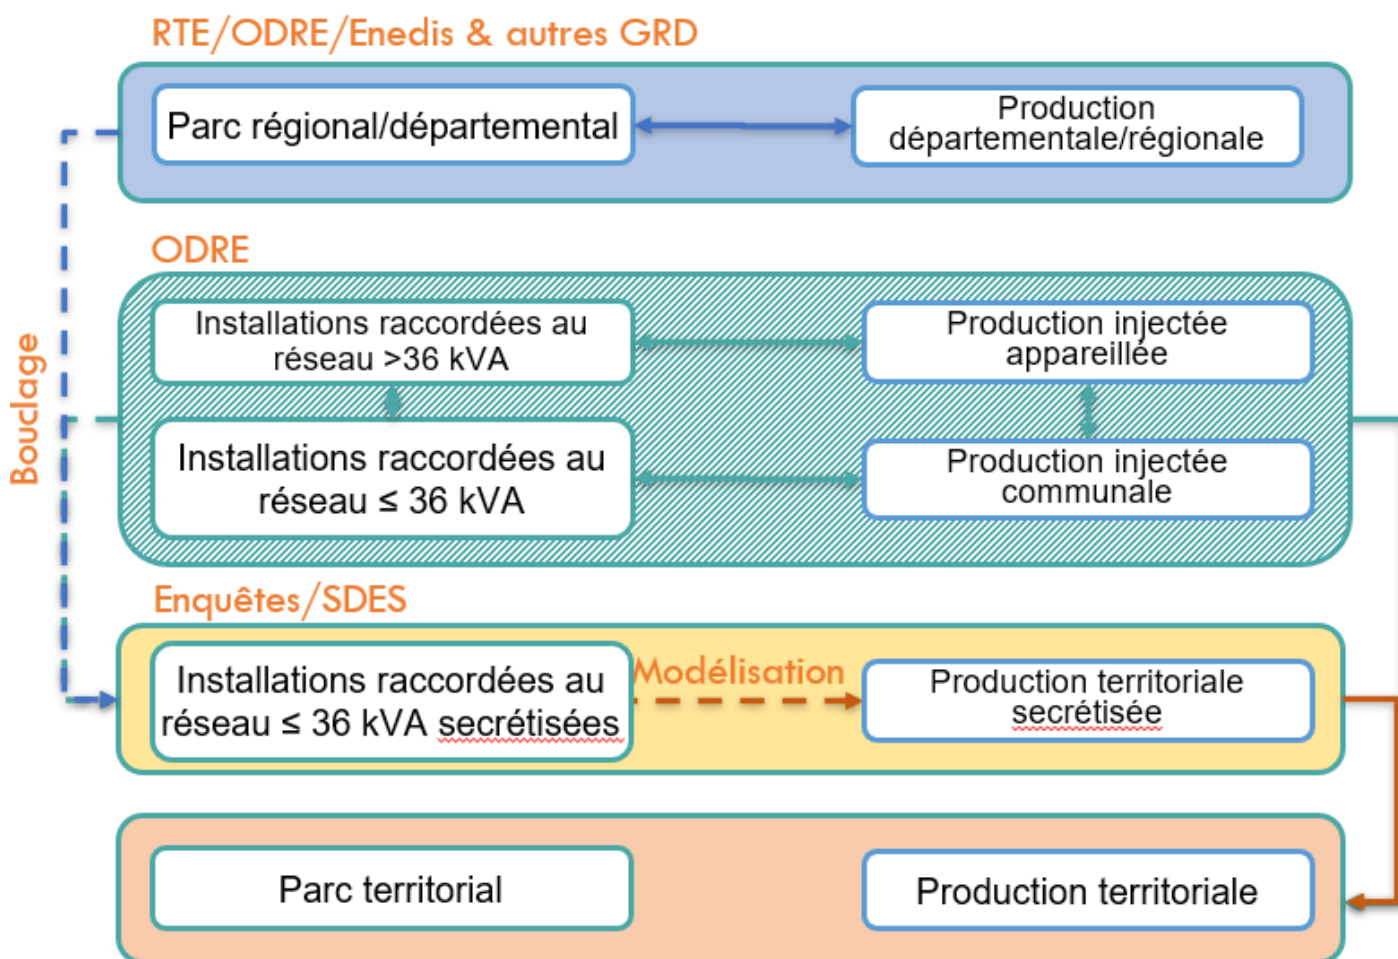 RTE/ODRE/Enedis & autres GRD
Parc régional/départemental
Production
départementale/régionale
ODRE
Installations raccordées au
réseau >36 kVA
Production injectée
appareillée
Bouclage
Installations raccordées au
réseau ≤ 36 kVA
Production injectée
communale
Enquêtes/SDES
Installations raccordées au
réseau ≤ 36 kVA secrétisées
Modélisation
Production territoriale
secrétisée
Parc territorial
Production territoriale